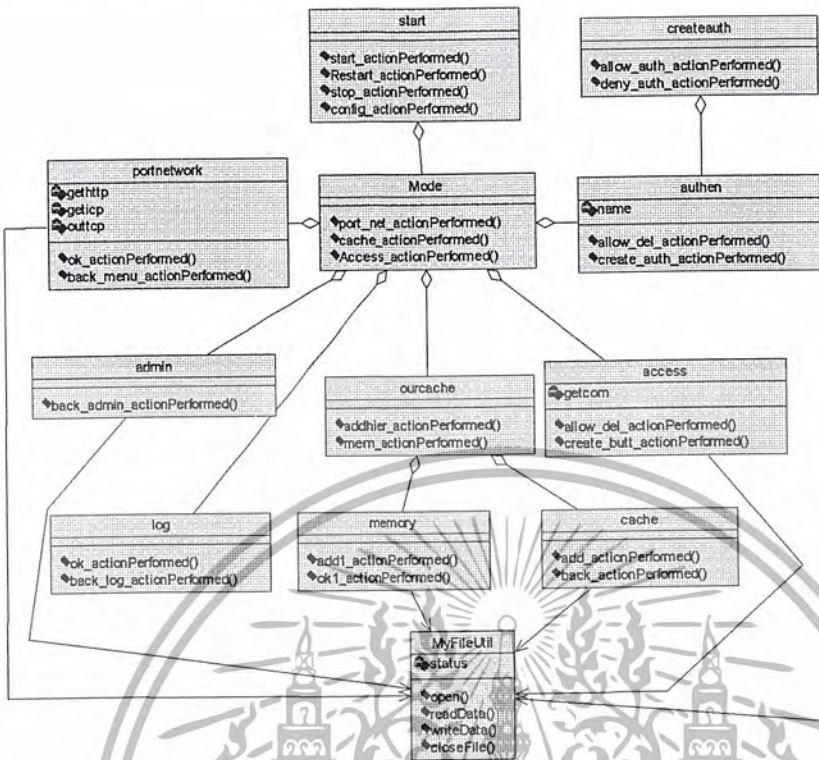 start
start_actionPerformed()
Restart_actionPerformed()
stop_actionPerformed()
config_actionPerformed()
createauth
allow_auth_actionPerformed()
deny_auth_actionPerformed()
portnetwork
gethttp
geticp
outtcp
ok_actionPerformed()
back_menu_actionPerformed()
Mode
port_net_actionPerformed()
cache_actionPerformed()
Access_actionPerformed()
authen
name
allow_del_actionPerformed()
create_auth_actionPerformed()
admin
back_admin_actionPerformed()
ourcache
addhier_actionPerformed()
mem_actionPerformed()
access
getcom
allow_del_actionPerformed()
create_butt_actionPerformed()
log
ok_actionPerformed()
back_log_actionPerformed()
memory
add1_actionPerformed()
ok1_actionPerformed()
cache
add_actionPerformed()
back_actionPerformed()
MyFileUtil
status
open()
readData()
writeData()
closeFile()